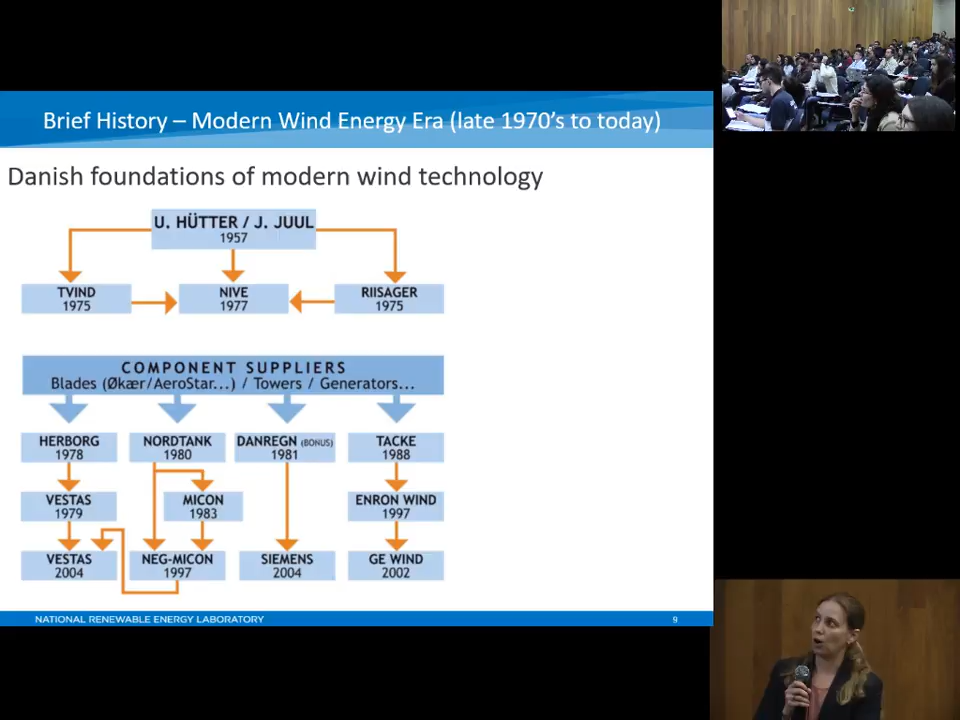 Brief History – Modern Wind Energy Era (late 1970's to today)
Danish foundations of modern wind technology
U. HÜTTER / J. JUUL
1957
TVIND
1975
NIVE
1977
RIISAGER
1975
COMPONENT SUPPLIERS
Blades (Økær/AeroStar...) / Towers / Generators...
HERBORG
1978
NORDTANK
1980
DANREGN (BONUS)
1981
TACKE
1988
VESTAS
1979
MICON
1983
ENRON WIND
1997
VESTAS
2004
NEG-MICON
1997
SIEMENS
2004
GE WIND
2002
NATIONAL RENEWABLE ENERGY LABORATORY
9